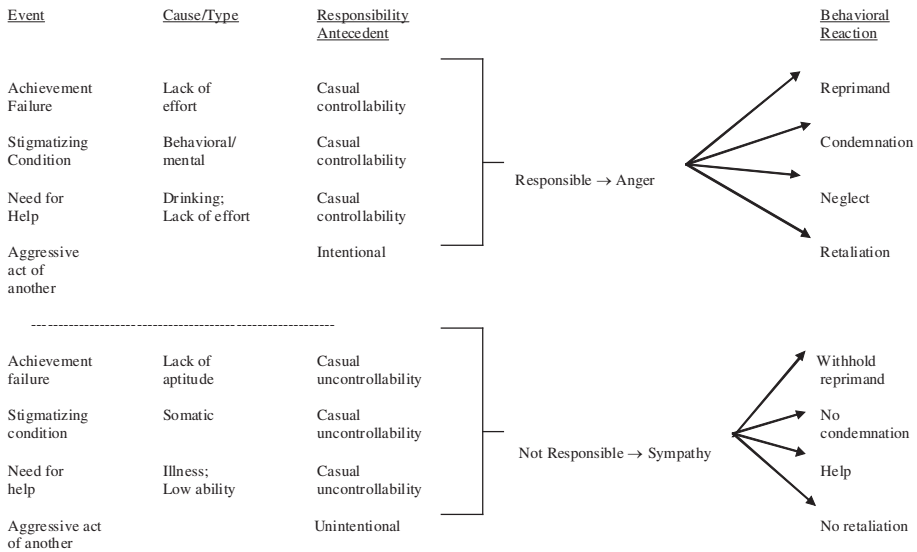 Event Cause/Type Responsibility Behavioral
Antecedent Reaction
Achievement Lack of Casual Reprimand
Failure effort controllability
Stigmatizing Behavioral/ Casual Condemnation
Condition mental controllability
Responsible → Anger
Need for Drinking; Casual Neglect
Help Lack of effort controllability
Aggressive Intentional Retaliation
act of
another
Achievement Lack of Casual Withhold
failure aptitude uncontrollability reprimand
Stigmatizing Somatic Casual No
condition uncontrollability condemnation
Not Responsible → Sympathy
Need for Illness; Casual Help
help Low ability uncontrollability
Aggressive act Unintentional No retaliation
of another